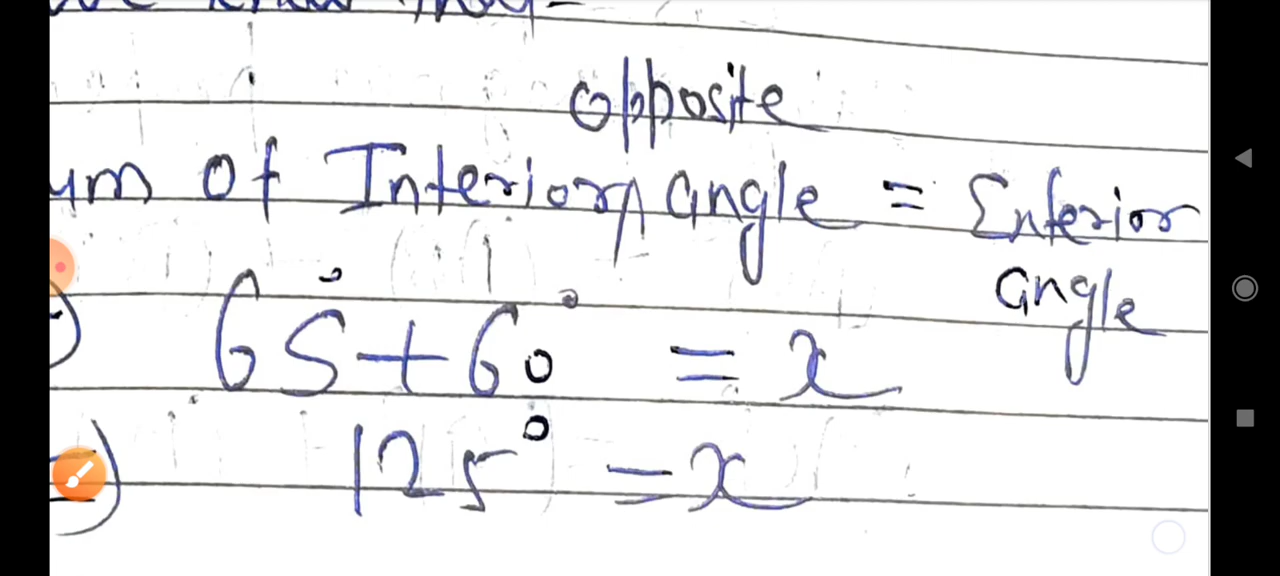 opposite
um of Interior angle = Exterior
angle
65° + 60° = x
125° = x